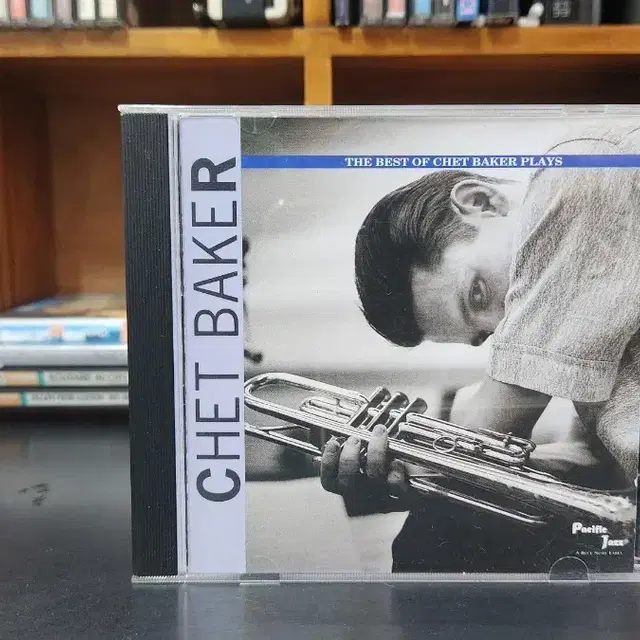 THE BEST OF CHET BAKER PLAYS
CHET BAKER
Pacific
Jazz
A BLUE NOTE LABEL